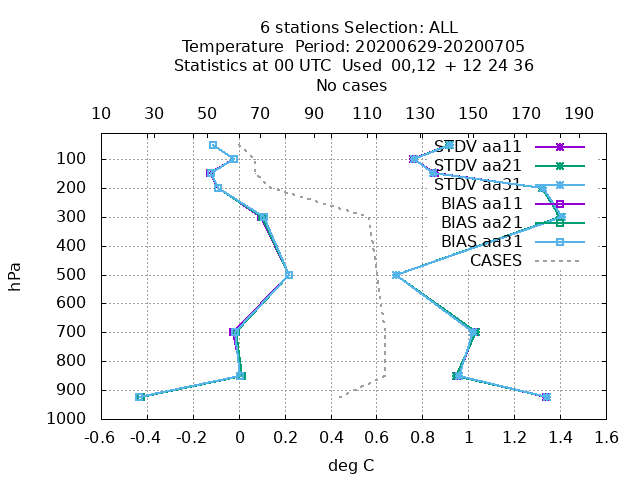 6 stations Selection: ALL
Temperature  Period: 20200629-20200705
Statistics at 00 UTC  Used  00,12  + 12 24 36
No cases
10 30 50 70 90 110 130 150 170 190
STDV aa11
STDV aa21
STDV aa31
BIAS aa11
BIAS aa21
BIAS aa31
CASES
100
200
300
400
500
600
700
800
900
1000
hPa
-0.6 -0.4 -0.2 0 0.2 0.4 0.6 0.8 1 1.2 1.4 1.6
deg C